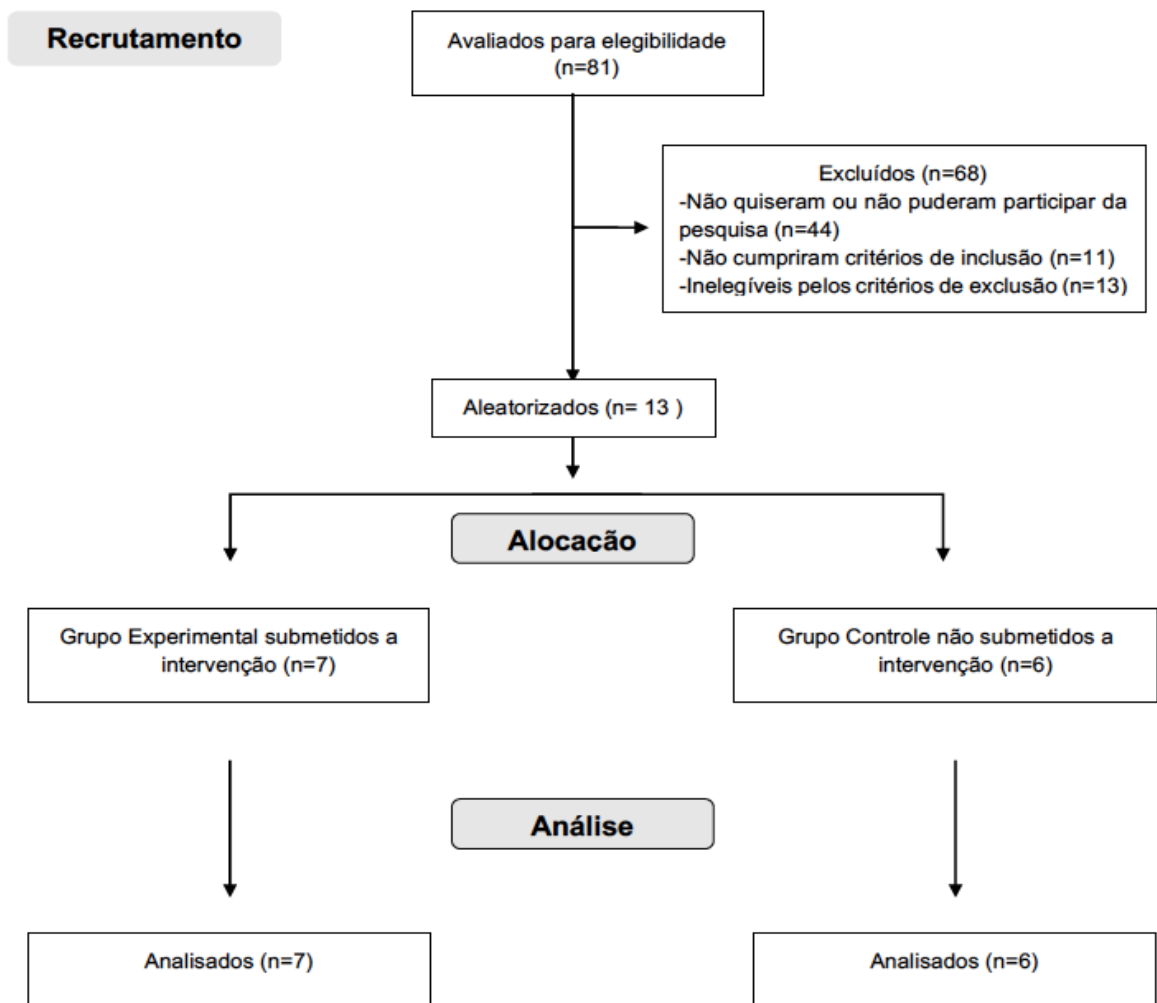 Recrutamento
Avaliados para elegibilidade
(n=81)
Excluídos (n=68)
-Não quiseram ou não puderam participar da
pesquisa (n=44)
-Não cumpriram critérios de inclusão (n=11)
-Inelegíveis pelos critérios de exclusão (n=13)
Aleatorizados (n= 13 )
Alocação
Grupo Experimental submetidos a
intervenção (n=7)
Grupo Controle não submetidos a
intervenção (n=6)
Análise
Analisados (n=7)
Analisados (n=6)